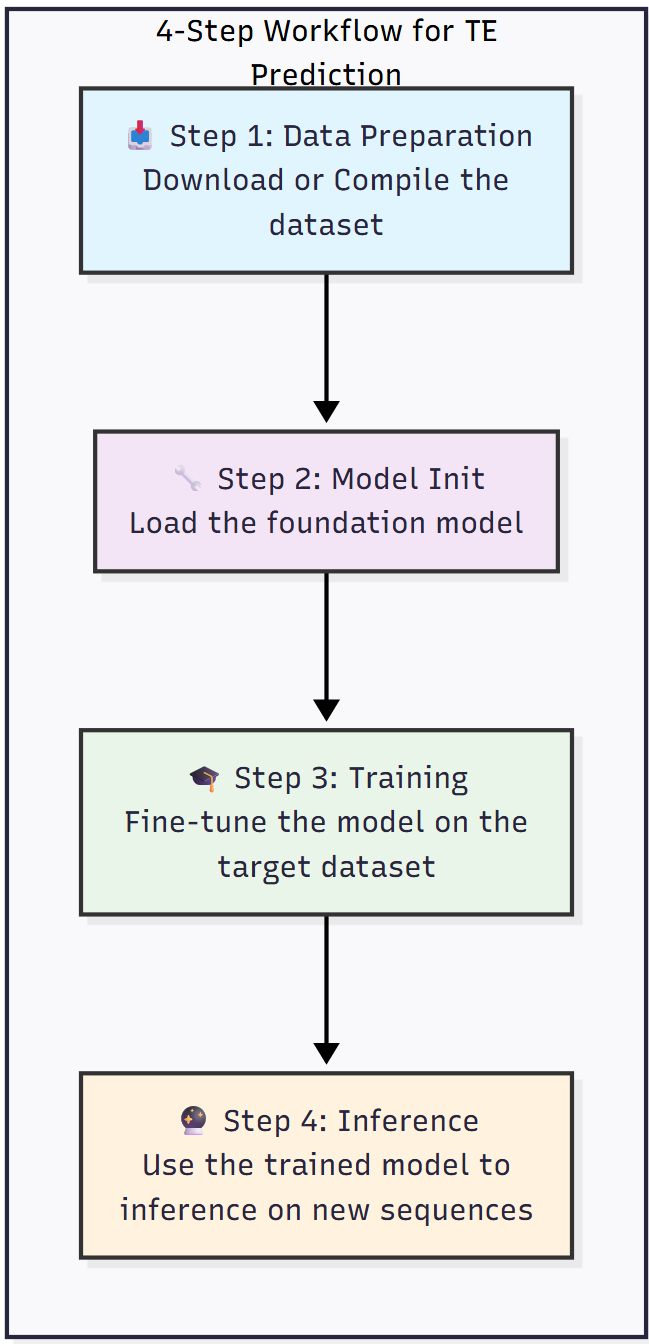 4-Step Workflow for TE
Prediction
Step 1: Data Preparation
Download or Compile the
dataset
Step 2: Model Init
Load the foundation model
Step 3: Training
Fine-tune the model on the
target dataset
Step 4: Inference
Use the trained model to
inference on new sequences